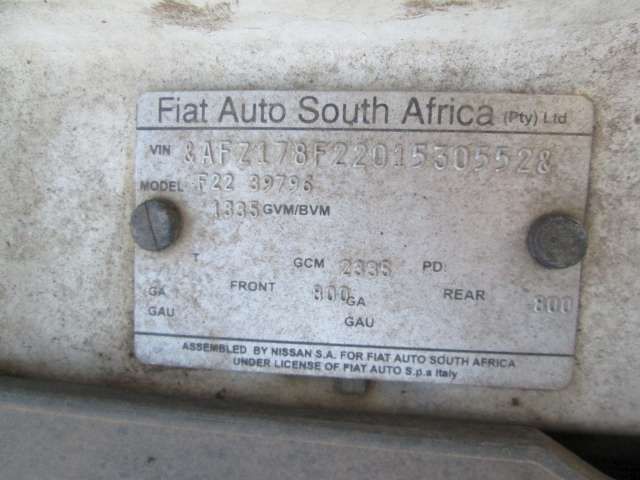 Fiat Auto South Africa (Pty) Ltd
VIN &AFZ178F2201530552&
MODEL F22 39796
1335 GVM/BVM
T GCM 2335 PD:
GA FRONT 800 GA REAR 800
GAU GAU
ASSEMBLED BY NISSAN S.A. FOR FIAT AUTO SOUTH AFRICA
UNDER LICENSE OF FIAT AUTO S.p.a Italy